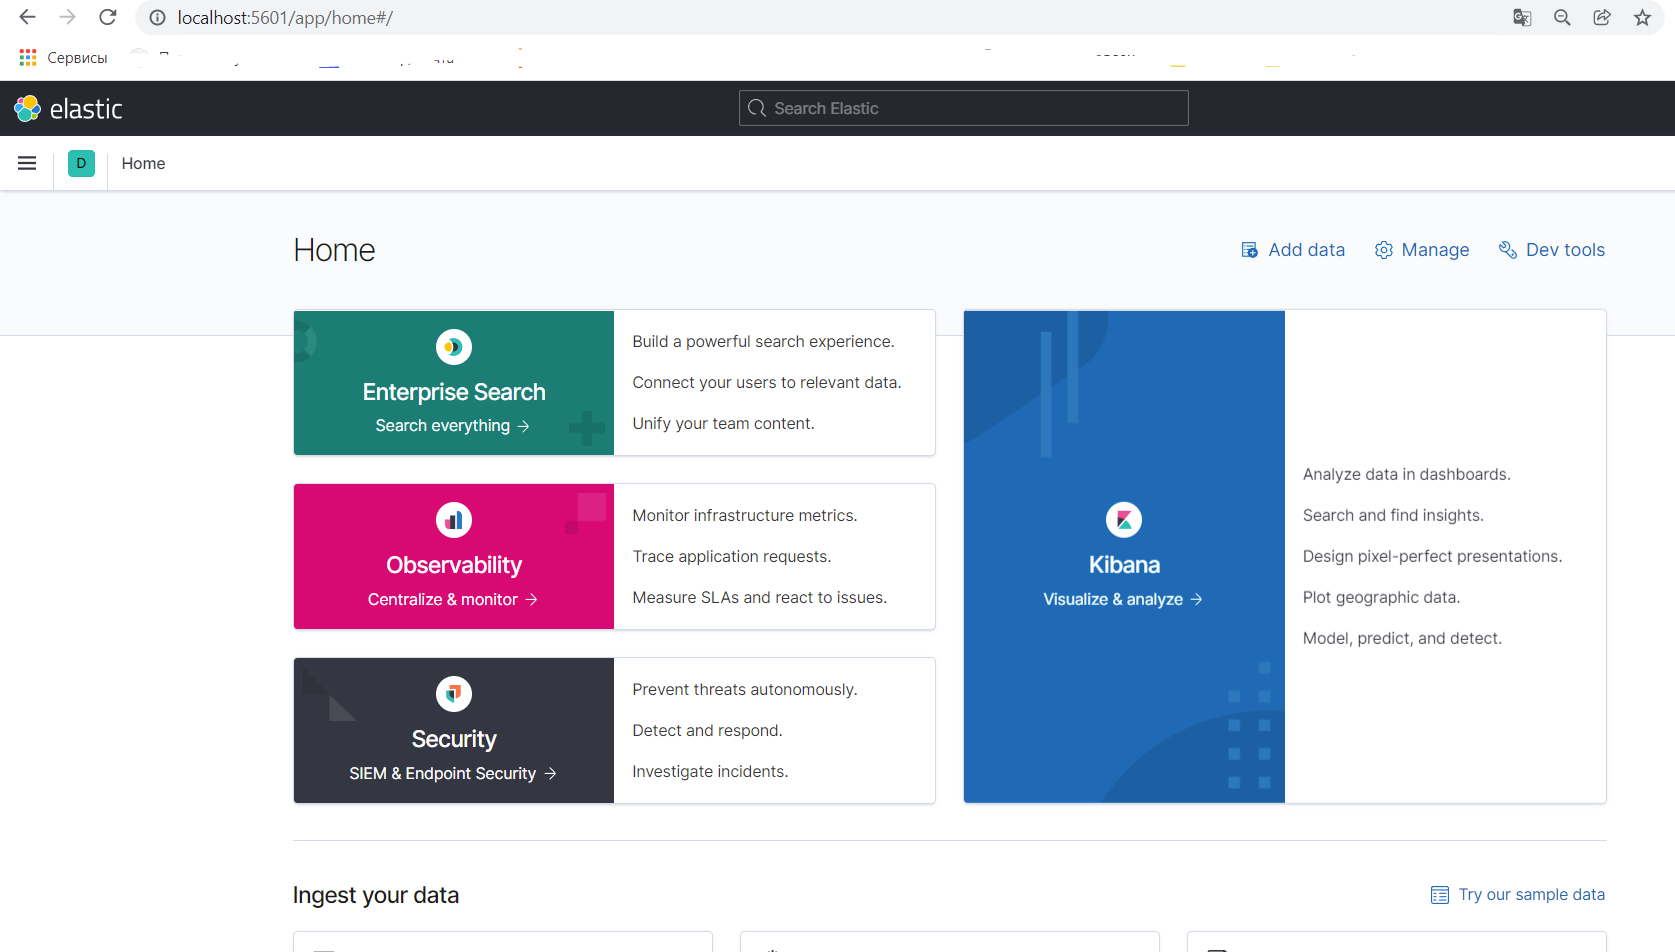 localhost:5601/app/home#/
Сервисы
elastic
Search Elastic
D
Home
Home
Add data
Manage
Dev tools
Enterprise Search
Search everything →
Build a powerful search experience.
Connect your users to relevant data.
Unify your team content.
Observability
Centralize & monitor →
Monitor infrastructure metrics.
Trace application requests.
Measure SLAs and react to issues.
Security
SIEM & Endpoint Security →
Prevent threats autonomously.
Detect and respond.
Investigate incidents.
Kibana
Visualize & analyze →
Analyze data in dashboards.
Search and find insights.
Design pixel-perfect presentations.
Plot geographic data.
Model, predict, and detect.
Ingest your data
Try our sample data